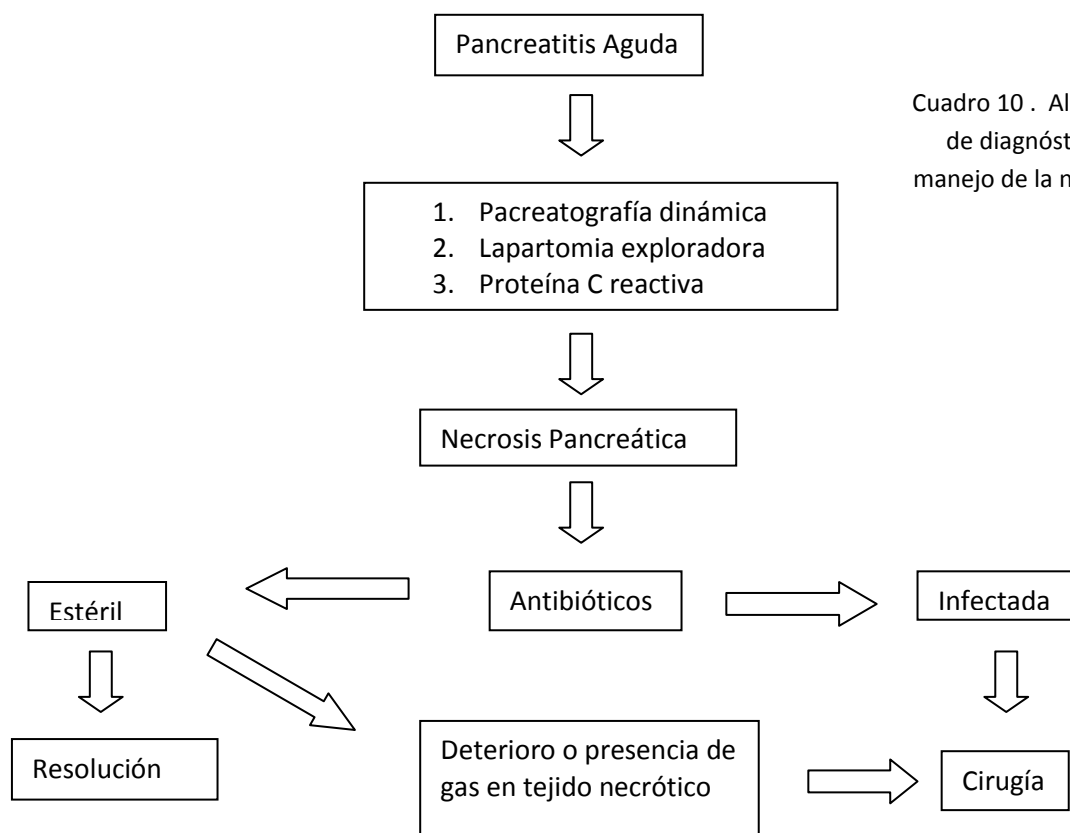 Pancreatitis Aguda
Cuadro 10 . Al
de diagnóst
manejo de la n
1. Pacreatografía dinámica
2. Lapartomia exploradora
3. Proteína C reactiva
Necrosis Pancreática
Estéril
Antibióticos
Infectada
Resolución
Deterioro o presencia de
gas en tejido necrótico
Cirugía